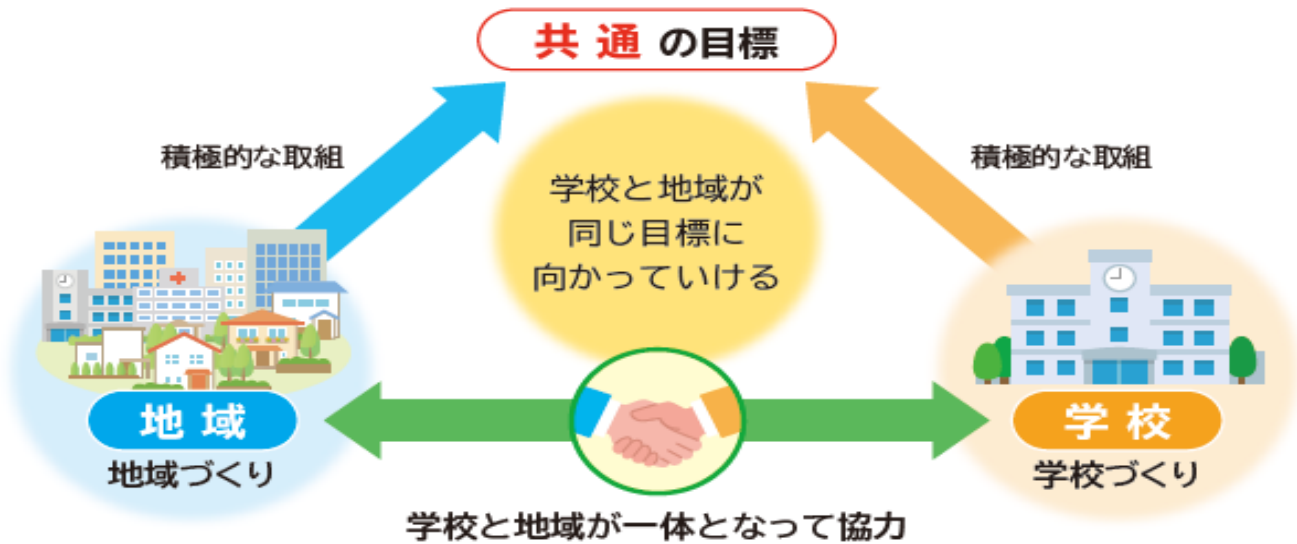 共通の目標
積極的な取組
積極的な取組
学校と地域が
同じ目標に
向かっていける
地域
地域づくり
学校
学校づくり
学校と地域が一体となって協力